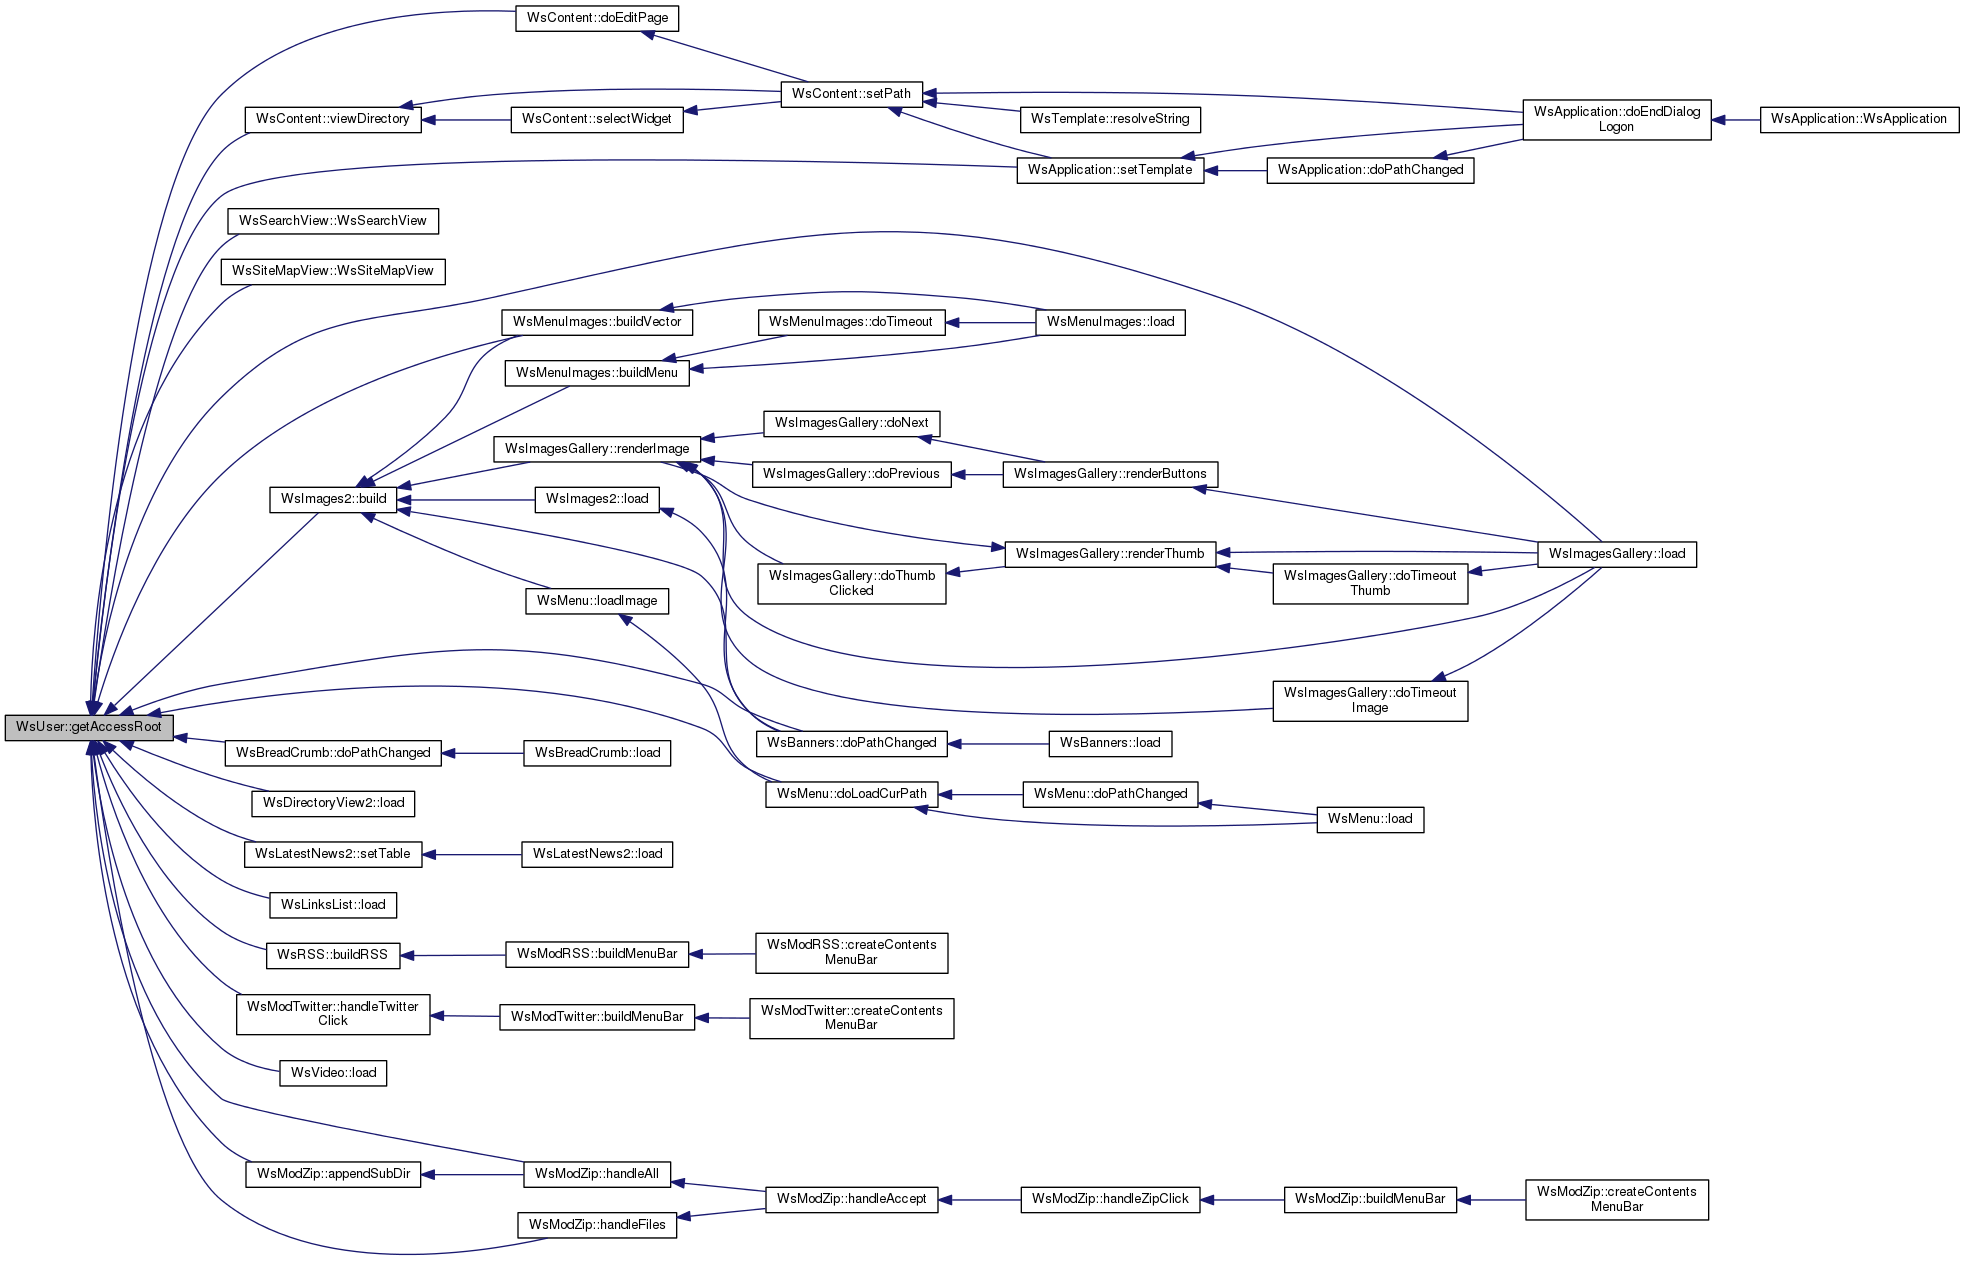 WsContent::doEditPage
WsContent::setPath
WsContent::viewDirectory
WsContent::selectWidget
WsTemplate::resolveString
WsApplication::doEndDialog
Logon
WsApplication::WsApplication
WsApplication::setTemplate
WsApplication::doPathChanged
WsSearchView::WsSearchView
WsSiteMapView::WsSiteMapView
WsMenuImages::buildVector
WsMenuImages::doTimeout
WsMenuImages::load
WsMenuImages::buildMenu
WsImagesGallery::doNext
WsImagesGallery::renderImage
WsImagesGallery::doPrevious
WsImagesGallery::renderButtons
WsImages2::build
WsImages2::load
WsImagesGallery::renderThumb
WsImagesGallery::load
WsImagesGallery::doThumb
Clicked
WsImagesGallery::doTimeout
Thumb
WsMenu::loadImage
WsImagesGallery::doTimeout
Image
WsUser::getAccessRoot
WsBanners::doPathChanged
WsBanners::load
WsBreadCrumb::doPathChanged
WsBreadCrumb::load
WsDirectoryView2::load
WsMenu::doLoadCurPath
WsMenu::doPathChanged
WsMenu::load
WsLatestNews2::setTable
WsLatestNews2::load
WsLinksList::load
WsRSS::buildRSS
WsModRSS::buildMenuBar
WsModRSS::createContents
MenuBar
WsModTwitter::handleTwitter
Click
WsModTwitter::buildMenuBar
WsModTwitter::createContents
MenuBar
WsVideo::load
WsModZip::appendSubDir
WsModZip::handleAll
WsModZip::handleAccept
WsModZip::handleZipClick
WsModZip::buildMenuBar
WsModZip::createContents
MenuBar
WsModZip::handleFiles